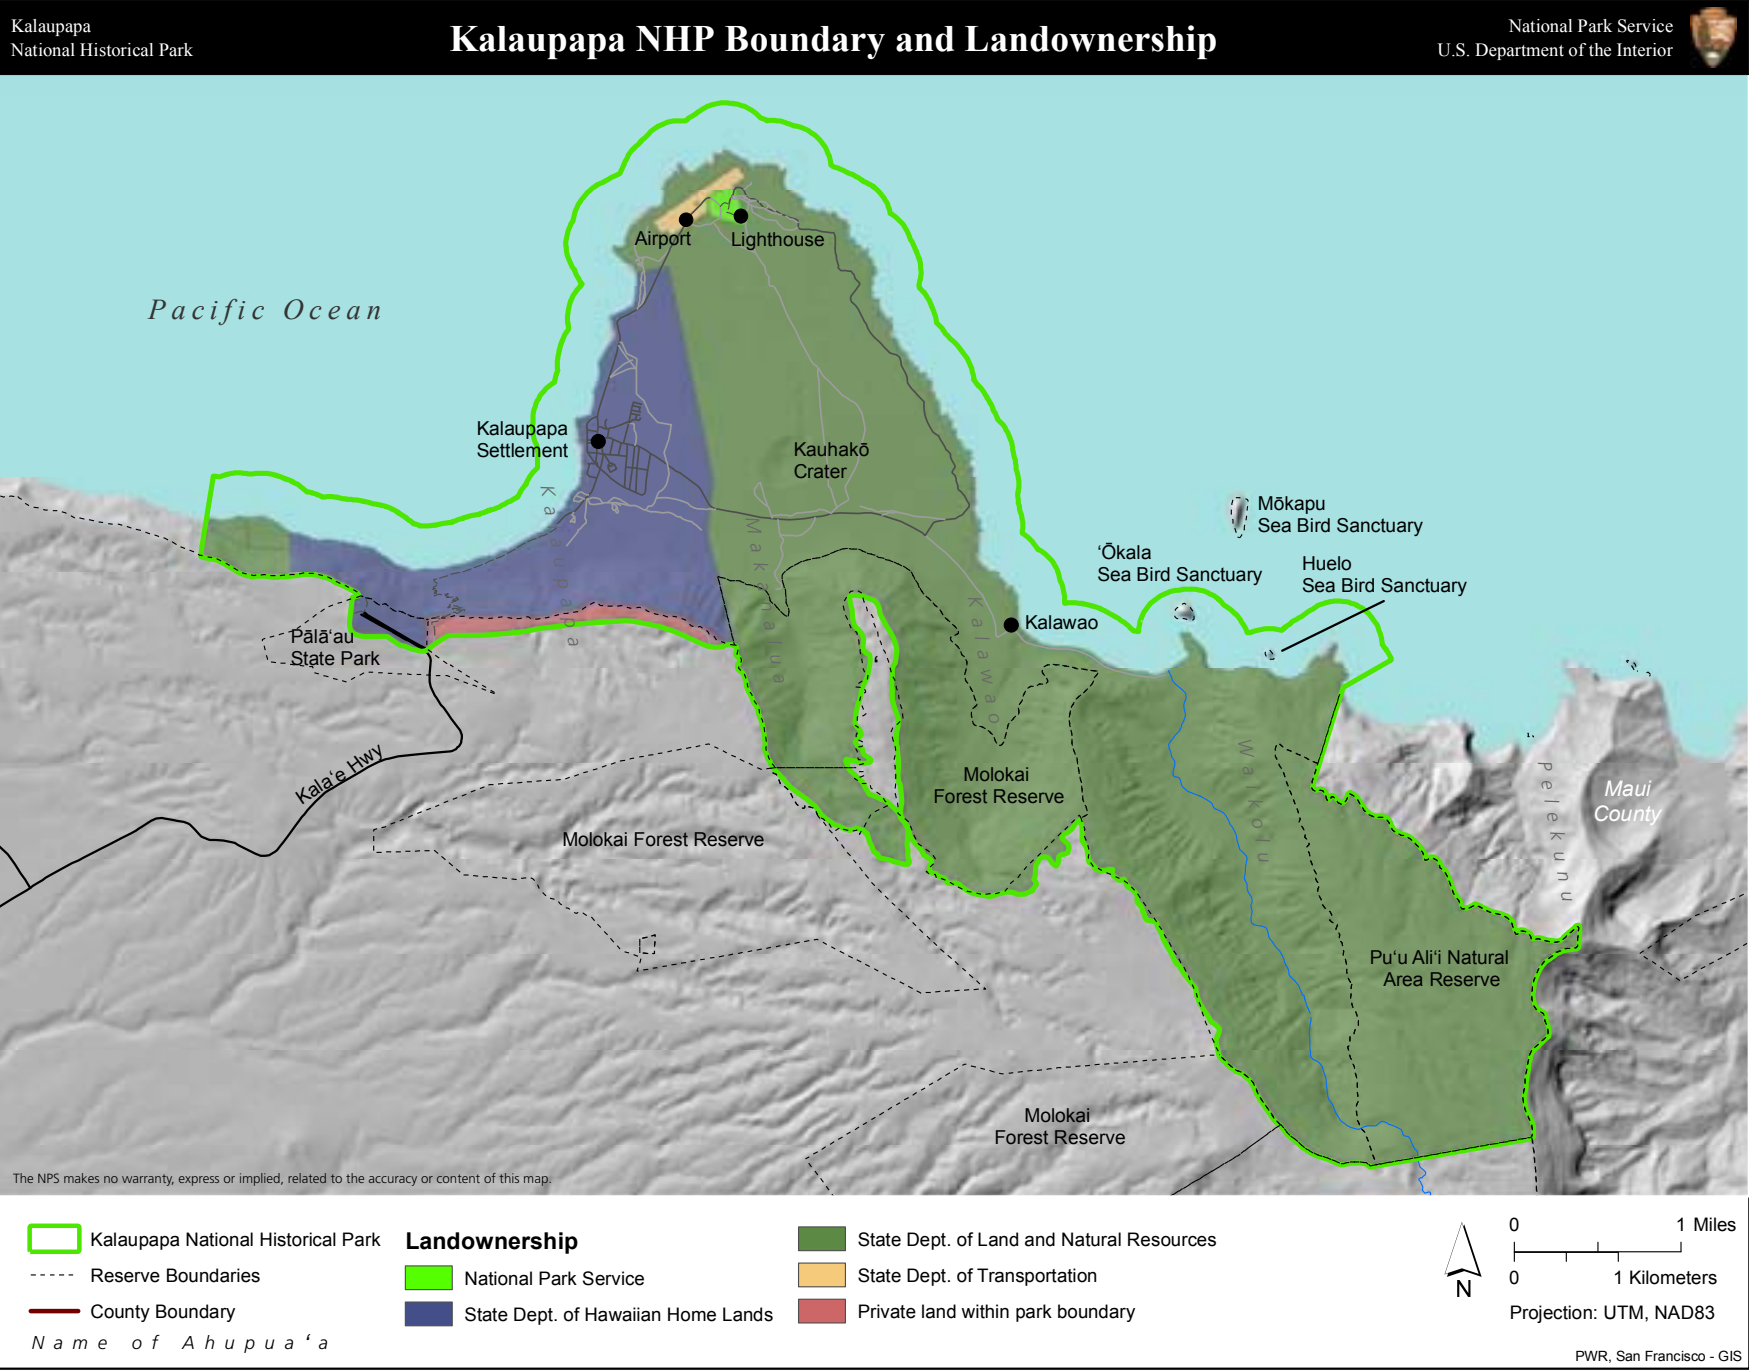 Kalaupapa
National Historical Park
Kalaupapa NHP Boundary and Landownership
National Park Service
U.S. Department of the Interior
Pacific Ocean
Airport
Lighthouse
Kalaupapa
Settlement
Kauhakō
Crater
Mōkapu
Sea Bird Sanctuary
ʻŌkala
Sea Bird Sanctuary
Huelo
Sea Bird Sanctuary
Kalaupapa
Makanalua
Kalawao
Kalawao
Pālāʻau
State Park
Kalaʻe Hwy
Molokai
Forest Reserve
Waikolu
Pelekunu
Maui
County
Molokai Forest Reserve
Puʻu Aliʻi Natural
Area Reserve
Molokai
Forest Reserve
The NPS makes no warranty, express or implied, related to the accuracy or content of this map.
Kalaupapa National Historical Park
Reserve Boundaries
County Boundary
Name of Ahupuaʻa
Landownership
National Park Service
State Dept. of Hawaiian Home Lands
State Dept. of Land and Natural Resources
State Dept. of Transportation
Private land within park boundary
N
0 1 Miles
0 1 Kilometers
Projection: UTM, NAD83
PWR, San Francisco - GIS